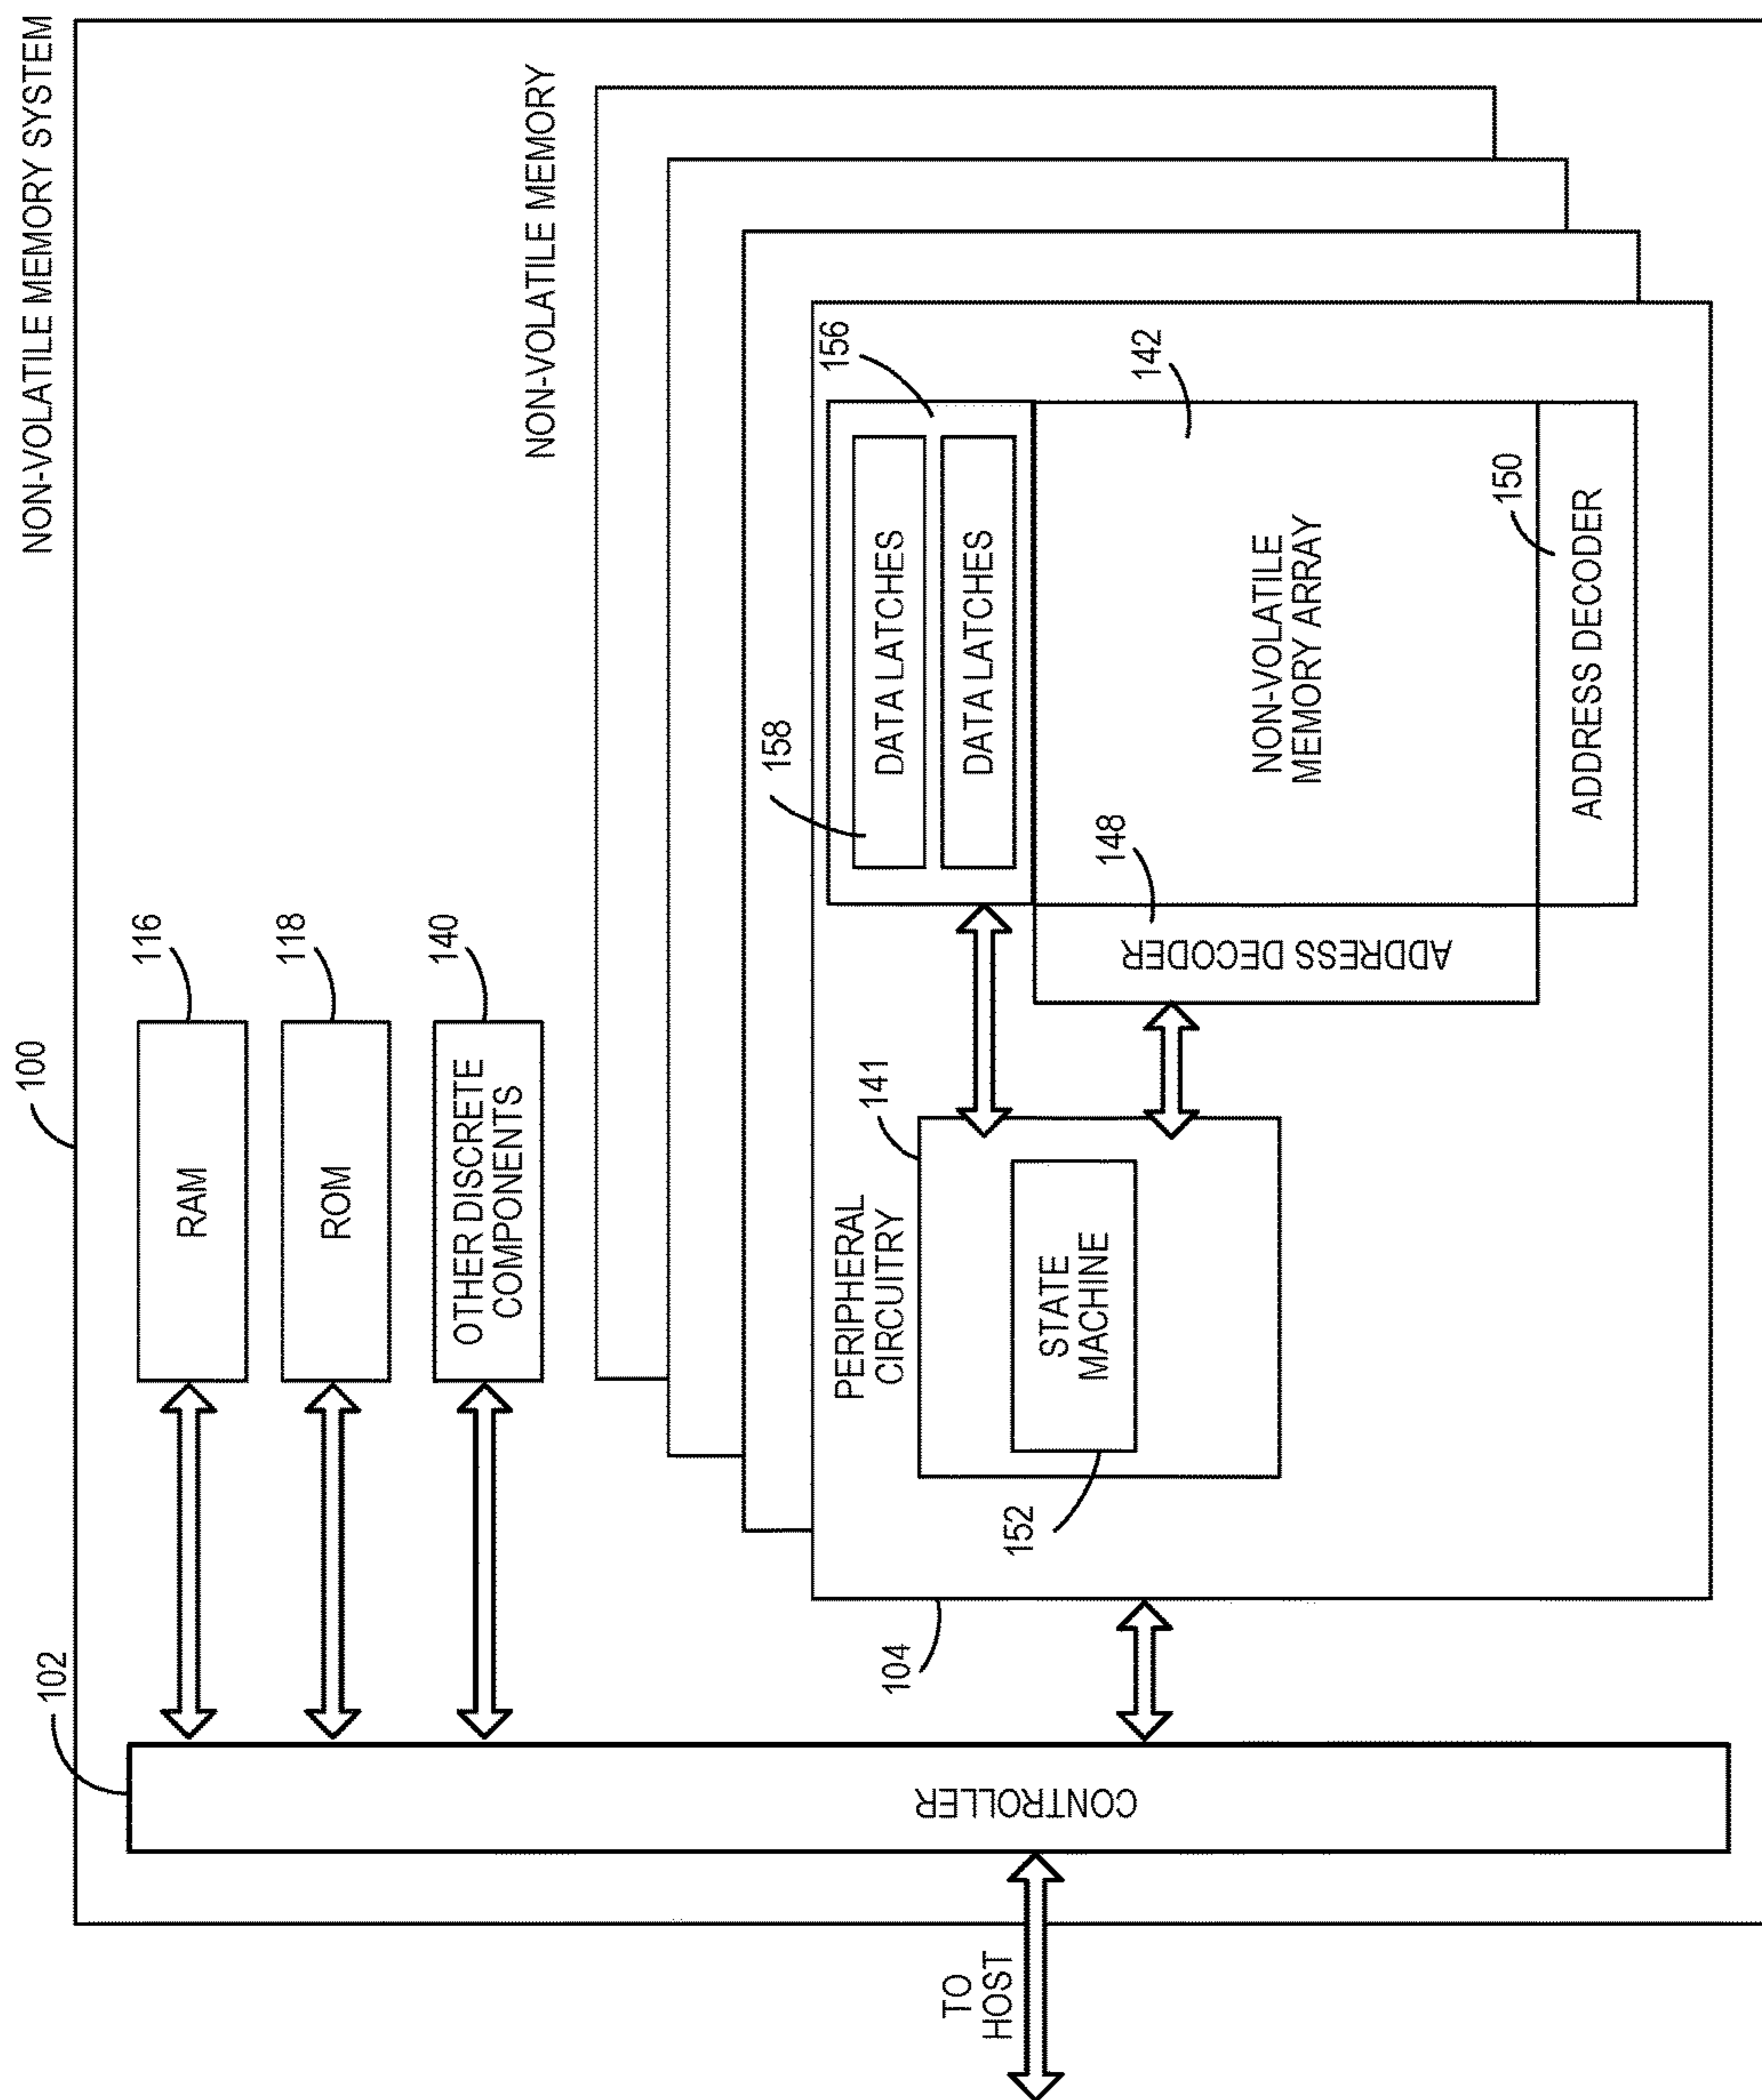 NON-VOLATILE MEMORY SYSTEM
100
102
116
RAM
118
ROM
140
OTHER DISCRETE
COMPONENTS
NON-VOLATILE MEMORY
TO
HOST
CONTROLLER
104
PERIPHERAL
CIRCUITRY
141
STATE
MACHINE
152
158
DATA LATCHES
DATA LATCHES
156
148
ADDRESS DECODER
NON-VOLATILE
MEMORY ARRAY
142
ADDRESS DECODER
150